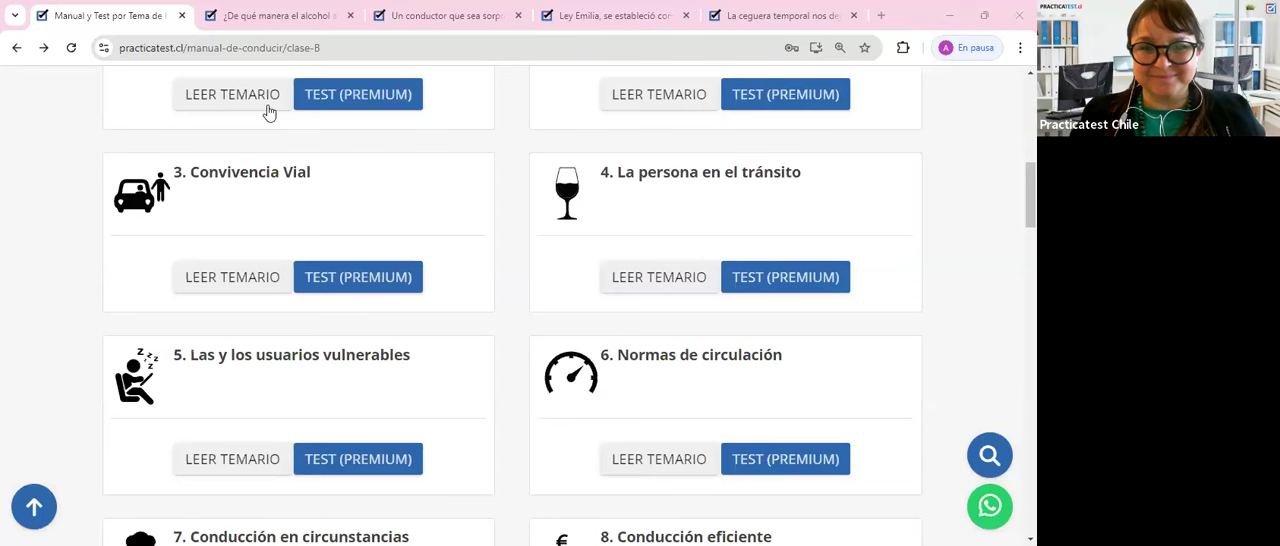 Manual y Test por Tema de
¿De qué manera el alcohol s
Un conductor que sea sorpr
Ley Emilia, se estableció con
La ceguera temporal nos de
practicatest.cl/manual-de-conducir/clase-B
A
En pausa
PRACTICATEST.cl
Practicatest Chile
LEER TEMARIO TEST (PREMIUM)
LEER TEMARIO TEST (PREMIUM)
3. Convivencia Vial
4. La persona en el tránsito
LEER TEMARIO TEST (PREMIUM)
LEER TEMARIO TEST (PREMIUM)
z z z z
5. Las y los usuarios vulnerables
6. Normas de circulación
LEER TEMARIO TEST (PREMIUM)
LEER TEMARIO TEST (PREMIUM)
7. Conducción en circunstancias
8. Conducción eficiente
€